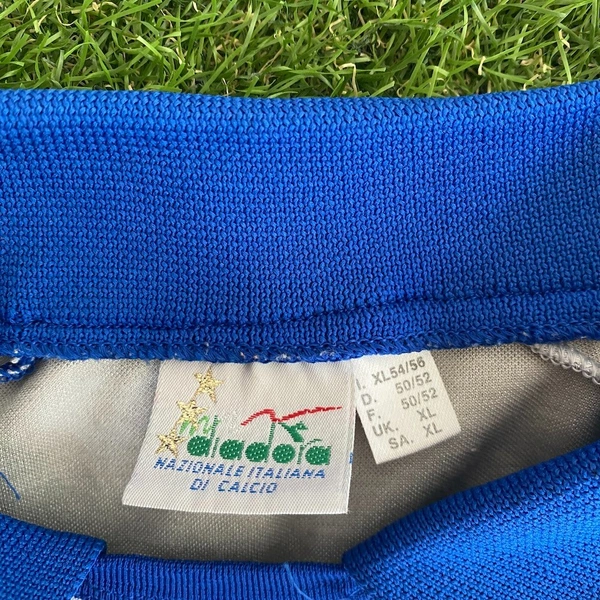 diadora
NAZIONALE ITALIANA
DI CALCIO
I. XL54/56
D. 50/52
F. 50/52
UK. XL
SA. XL